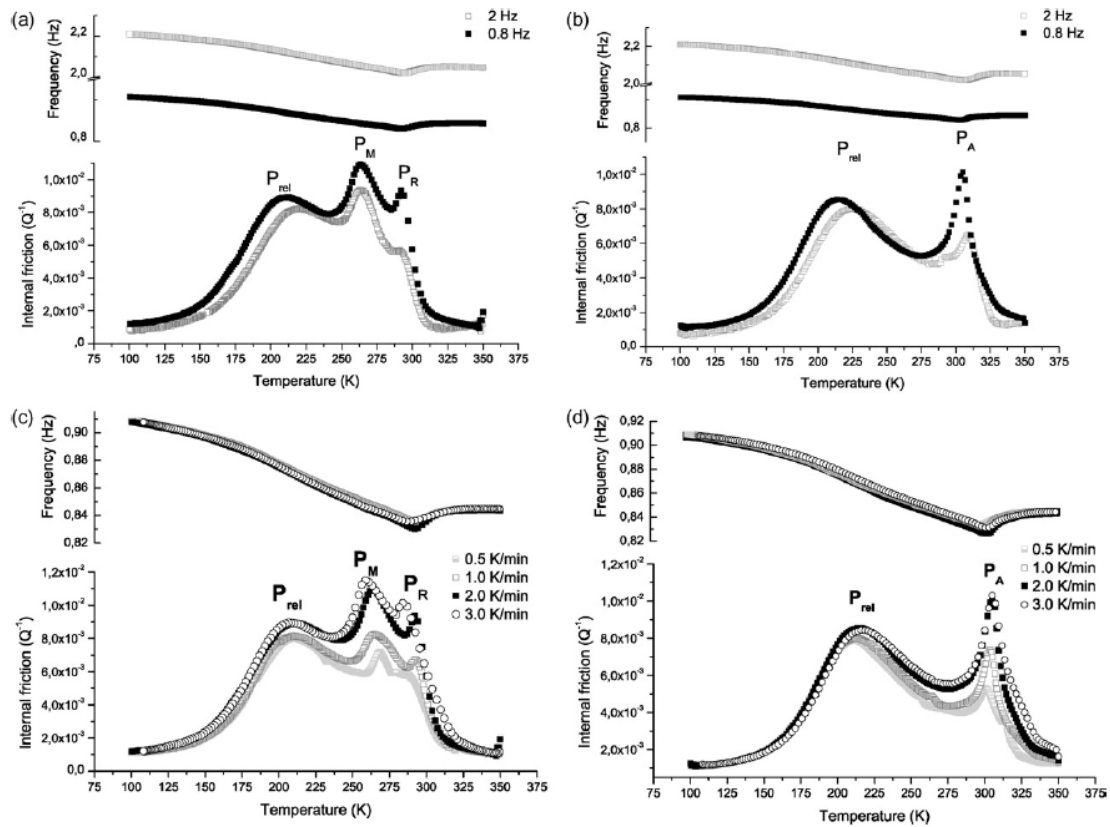 (a)
2 Hz
0.8 Hz
Frequency (Hz)
2,2
2,0
0,8
P_M
P_R
P_rel
Internal friction (Q⁻¹)
1,0x10⁻²
8,0x10⁻³
6,0x10⁻³
4,0x10⁻³
2,0x10⁻³
,0
75 100 125 150 175 200 225 250 275 300 325 350 375
Temperature (K)
(b)
2 Hz
0.8 Hz
Frequency (Hz)
2,2
2,0
0,8
P_rel
P_A
Internal friction (Q⁻¹)
1,0x10⁻²
8,0x10⁻³
6,0x10⁻³
4,0x10⁻³
2,0x10⁻³
0,0
75 100 125 150 175 200 225 250 275 300 325 350 375
Temperature (K)
(c)
Frequency (Hz)
0,90
0,88
0,86
0,84
0,82
0.5 K/min
1.0 K/min
2.0 K/min
3.0 K/min
P_M
P_R
P_rel
Internal friction (Q⁻¹)
1,2x10⁻²
1,0x10⁻²
8,0x10⁻³
6,0x10⁻³
4,0x10⁻³
2,0x10⁻³
0,0
75 100 125 150 175 200 225 250 275 300 325 350 375
Temperature (K)
(d)
Frequency (Hz)
0,92
0,90
0,88
0,86
0,84
0,82
0.5 K/min
1.0 K/min
2.0 K/min
3.0 K/min
P_A
P_rel
Internal friction (Q⁻¹)
1,2x10⁻²
1,0x10⁻²
8,0x10⁻³
6,0x10⁻³
4,0x10⁻³
2,0x10⁻³
75 100 125 150 175 200 225 250 275 300 325 350 375
Temperature (K)